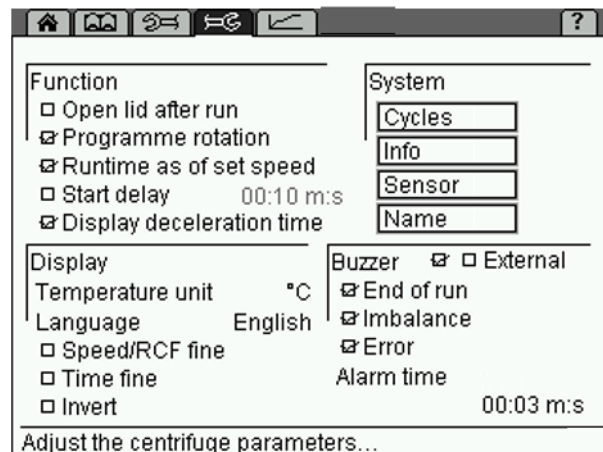 ?
Function
Open lid after run
Programme rotation
Runtime as of set speed
Start delay 00:10 m:s
Display deceleration time
System
Cycles
Info
Sensor
Name
Display
Temperature unit °C
Language English
Speed/RCF fine
Time fine
Invert
Buzzer External
End of run
Imbalance
Error
Alarm time
00:03 m:s
Adjust the centrifuge parameters...